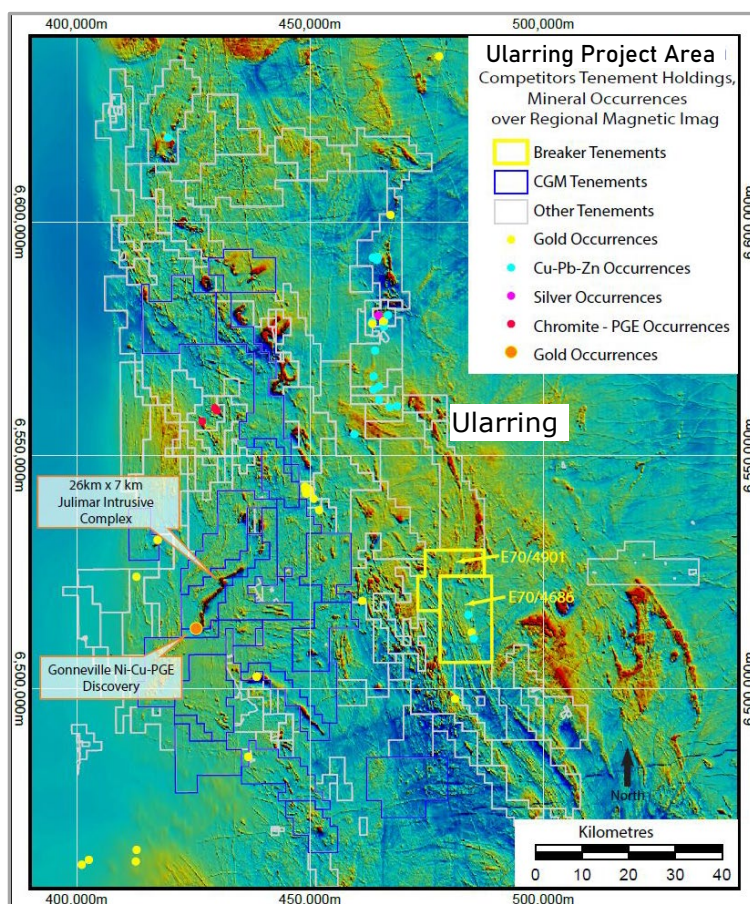 400,000m
450,000m
500,000m
Ularring Project Area
Competitors Tenement Holdings,
Mineral Occurrences
over Regional Magnetic Imag
Breaker Tenements
CGM Tenements
Other Tenements
Gold Occurrences
Cu-Pb-Zn Occurrences
Silver Occurrences
Chromite - PGE Occurrences
Gold Occurrences
6,600,000m
6,600,000m
Ularring
6,550,000m
6,550,000m
26km x 7 km
Julimar Intrusive
Complex
E70/4901
E70/4686
Gonneville Ni-Cu-PGE
Discovery
6,500,000m
6,500,000m
North
Kilometres
0 10 20 30 40
400,000m
450,000m
500,000m